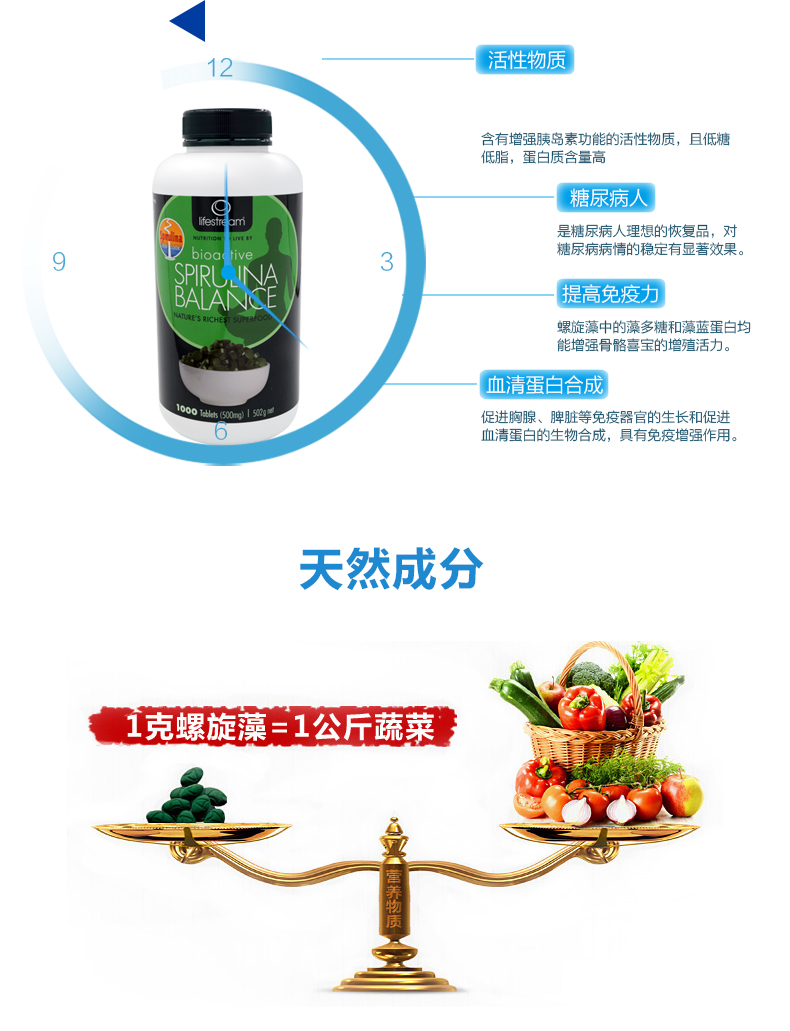 12
3
6
9
活性物质
含有增强胰岛素功能的活性物质，且低糖
低脂，蛋白质含量高
糖尿病人
是糖尿病人理想的恢复品，对
糖尿病病情的稳定有显著效果。
提高免疫力
螺旋藻中的藻多糖和藻蓝蛋白均
能增强骨骼喜宝的增殖活力。
血清蛋白合成
促进胸腺、脾脏等免疫器官的生长和促进
血清蛋白的生物合成，具有免疫增强作用。
lifestream
NUTRITION TO LIVE BY
Spirulina
bioactive
SPIRULINA
BALANCE
NATURE'S RICHEST SUPERFOOD
1000 Tablets (500mg) | 502g net
天然成分
1克螺旋藻=1公斤蔬菜
营养物质